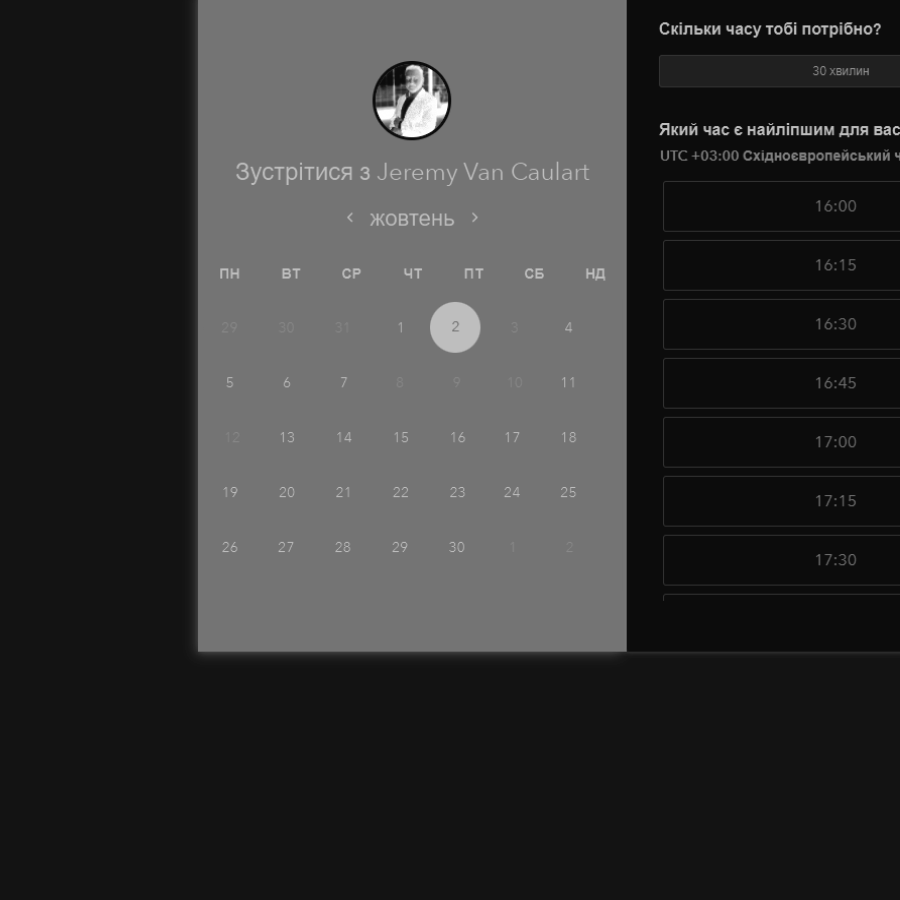 Зустрітися з Jeremy Van Caulart
жовтень
ПН ВТ СР ЧТ ПТ СБ НД
29 30 31 1 2 3 4
5 6 7 8 9 10 11
12 13 14 15 16 17 18
19 20 21 22 23 24 25
26 27 28 29 30 1 2
Скільки часу тобі потрібно?
30 хвилин
Який час є найліпшим для вас
UTC +03:00 Східноєвропейський ч
16:00
16:15
16:30
16:45
17:00
17:15
17:30